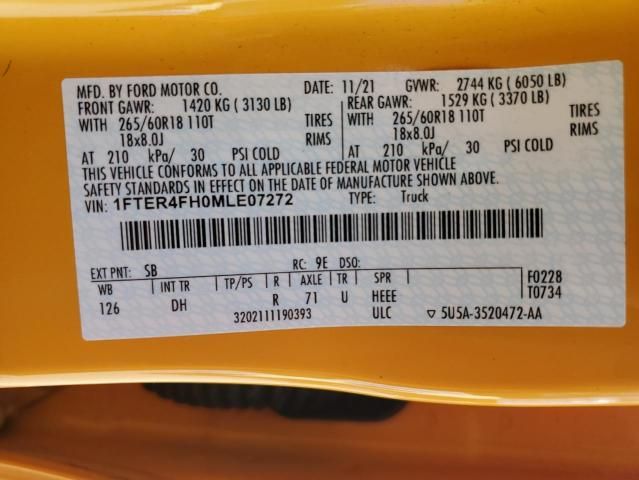 MFD. BY FORD MOTOR CO. DATE: 11/21 GVWR: 2744 KG ( 6050 LB)
FRONT GAWR: 1420 KG ( 3130 LB) REAR GAWR: 1529 KG ( 3370 LB)
WITH 265/60R18 110T TIRES WITH 265/60R18 110T TIRES
18x8.0J RIMS 18x8.0J RIMS
AT 210 kPa/ 30 PSI COLD AT 210 kPa/ 30 PSI COLD
THIS VEHICLE CONFORMS TO ALL APPLICABLE FEDERAL MOTOR VEHICLE
SAFETY STANDARDS IN EFFECT ON THE DATE OF MANUFACTURE SHOWN ABOVE.
VIN: 1FTER4FH0MLE07272 TYPE: Truck
EXT PNT: SB RC: 9E DSO:
WB INT TR TP/PS R AXLE TR SPR F0228
126 DH R 71 U HEEE T0734
3202111190393 ULC ▽ 5U5A-3520472-AA